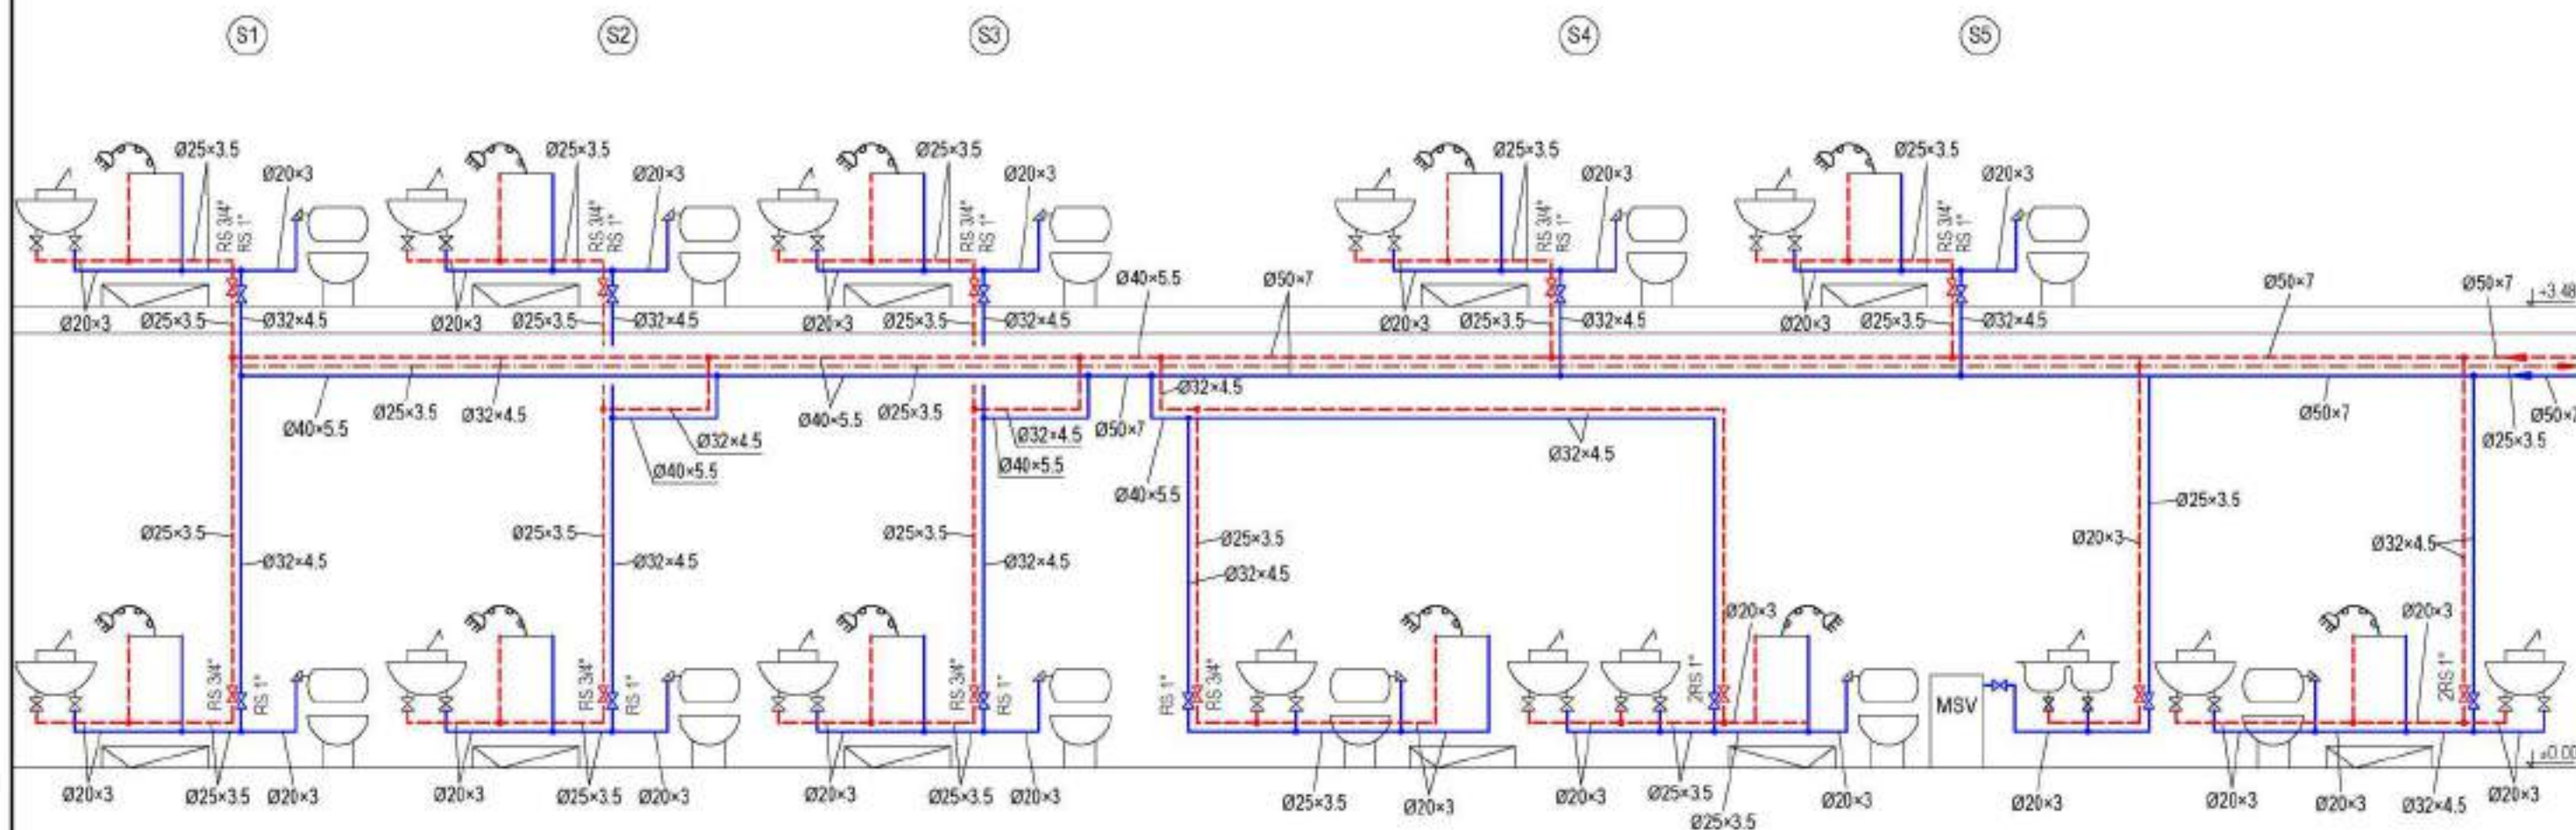 S1 S2 S3 S4 S5
Ø25×3.5 Ø25×3.5 Ø25×3.5 Ø25×3.5 Ø25×3.5
Ø20×3 Ø20×3 Ø20×3 Ø20×3 Ø20×3
RS 3/4" RS 3/4" RS 3/4" RS 3/4" RS 3/4"
RS 1" RS 1" RS 1" RS 1" RS 1"
Ø40×5.5 Ø50×7 Ø50×7 Ø50×7 +3.48
Ø20×3 Ø25×3.5 Ø32×4.5 Ø20×3 Ø25×3.5 Ø32×4.5 Ø20×3 Ø25×3.5 Ø32×4.5 Ø20×3 Ø25×3.5 Ø32×4.5 Ø20×3 Ø25×3.5 Ø32×4.5
Ø32×4.5
Ø40×5.5 Ø25×3.5 Ø32×4.5 Ø40×5.5 Ø25×3.5 Ø50×7 Ø50×7
Ø32×4.5 Ø32×4.5 Ø50×7 Ø25×3.5
Ø40×5.5 Ø40×5.5 Ø32×4.5
Ø40×5.5 Ø25×3.5
Ø25×3.5 Ø25×3.5 Ø25×3.5 Ø25×3.5 Ø20×3 Ø32×4.5
Ø32×4.5 Ø32×4.5 Ø32×4.5 Ø32×4.5
Ø20×3 Ø20×3
RS 3/4" RS 1" RS 3/4" RS 1" RS 3/4" RS 1" RS 1" RS 3/4" 2RS 1" MSV 2RS 1"
±0.00
Ø20×3 Ø25×3.5 Ø20×3 Ø20×3 Ø25×3.5 Ø20×3 Ø20×3 Ø25×3.5 Ø20×3 Ø25×3.5 Ø20×3 Ø20×3 Ø25×3.5 Ø20×3 Ø20×3 Ø20×3 Ø20×3 Ø32×4.5 Ø20×3
Ø25×3.5